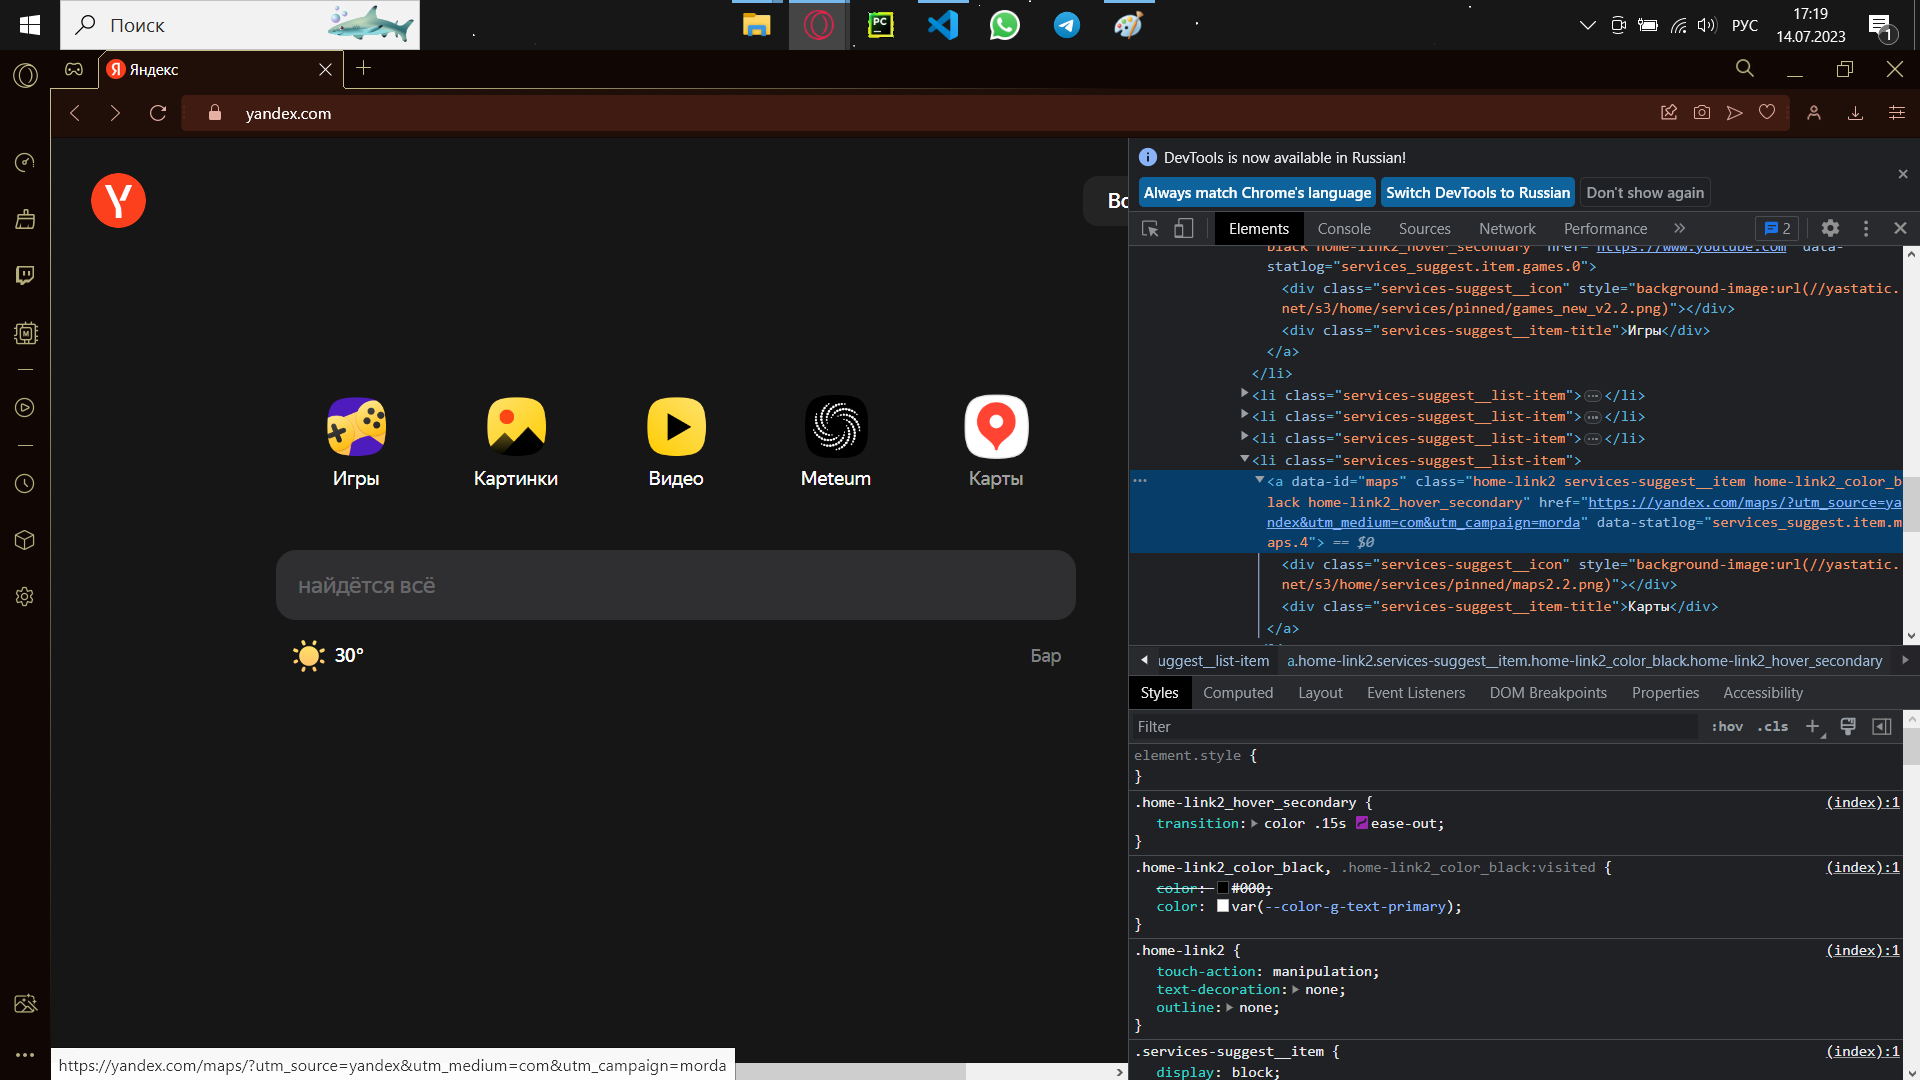 Поиск
PC
РУС
17:19
14.07.2023
1
Я Яндекс
yandex.com
Y
Вс
Игры
Картинки
Видео
Meteum
Карты
найдётся всё
30°
Бар
https://yandex.com/maps/?utm_source=yandex&utm_medium=com&utm_campaign=morda
DevTools is now available in Russian!
Always match Chrome's language
Switch DevTools to Russian
Don't show again
Elements Console Sources Network Performance » 2
black home-link2_hover_secondary" href="https://www.youtube.com" data-
statlog="services_suggest.item.games.0">
<div class="services-suggest__icon" style="background-image:url(//yastatic.
net/s3/home/services/pinned/games_new_v2.2.png)"></div>
<div class="services-suggest__item-title">Игры</div>
</a>
</li>
<li class="services-suggest__list-item">…</li>
<li class="services-suggest__list-item">…</li>
<li class="services-suggest__list-item">…</li>
<li class="services-suggest__list-item">
<a data-id="maps" class="home-link2 services-suggest__item home-link2_color_b
lack home-link2_hover_secondary" href="https://yandex.com/maps/?utm_source=ya
ndex&utm_medium=com&utm_campaign=morda" data-statlog="services_suggest.item.m
aps.4"> == $0
<div class="services-suggest__icon" style="background-image:url(//yastatic.
net/s3/home/services/pinned/maps2.2.png)"></div>
<div class="services-suggest__item-title">Карты</div>
</a>
uggest__list-item a.home-link2.services-suggest__item.home-link2_color_black.home-link2_hover_secondary
Styles Computed Layout Event Listeners DOM Breakpoints Properties Accessibility
Filter :hov .cls +
element.style {
}
.home-link2_hover_secondary { (index):1
transition: color .15s ease-out;
}
.home-link2_color_black, .home-link2_color_black:visited { (index):1
color: #000;
color: var(--color-g-text-primary);
}
.home-link2 { (index):1
touch-action: manipulation;
text-decoration: none;
outline: none;
}
.services-suggest__item { (index):1
display: block;